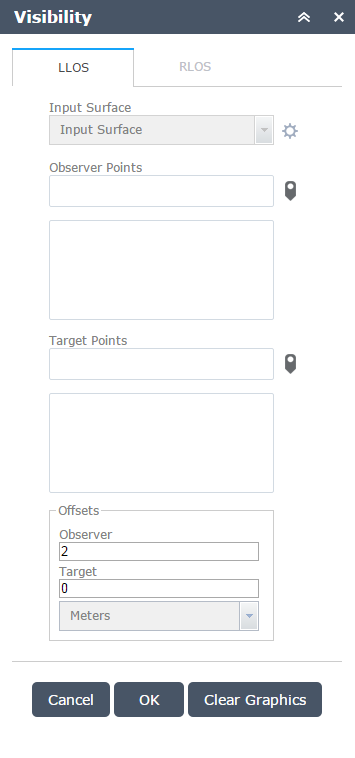 Visibility
LLOS
RLOS
Input Surface
Input Surface
Observer Points
Target Points
Offsets
Observer
2
Target
0
Meters
Cancel
OK
Clear Graphics